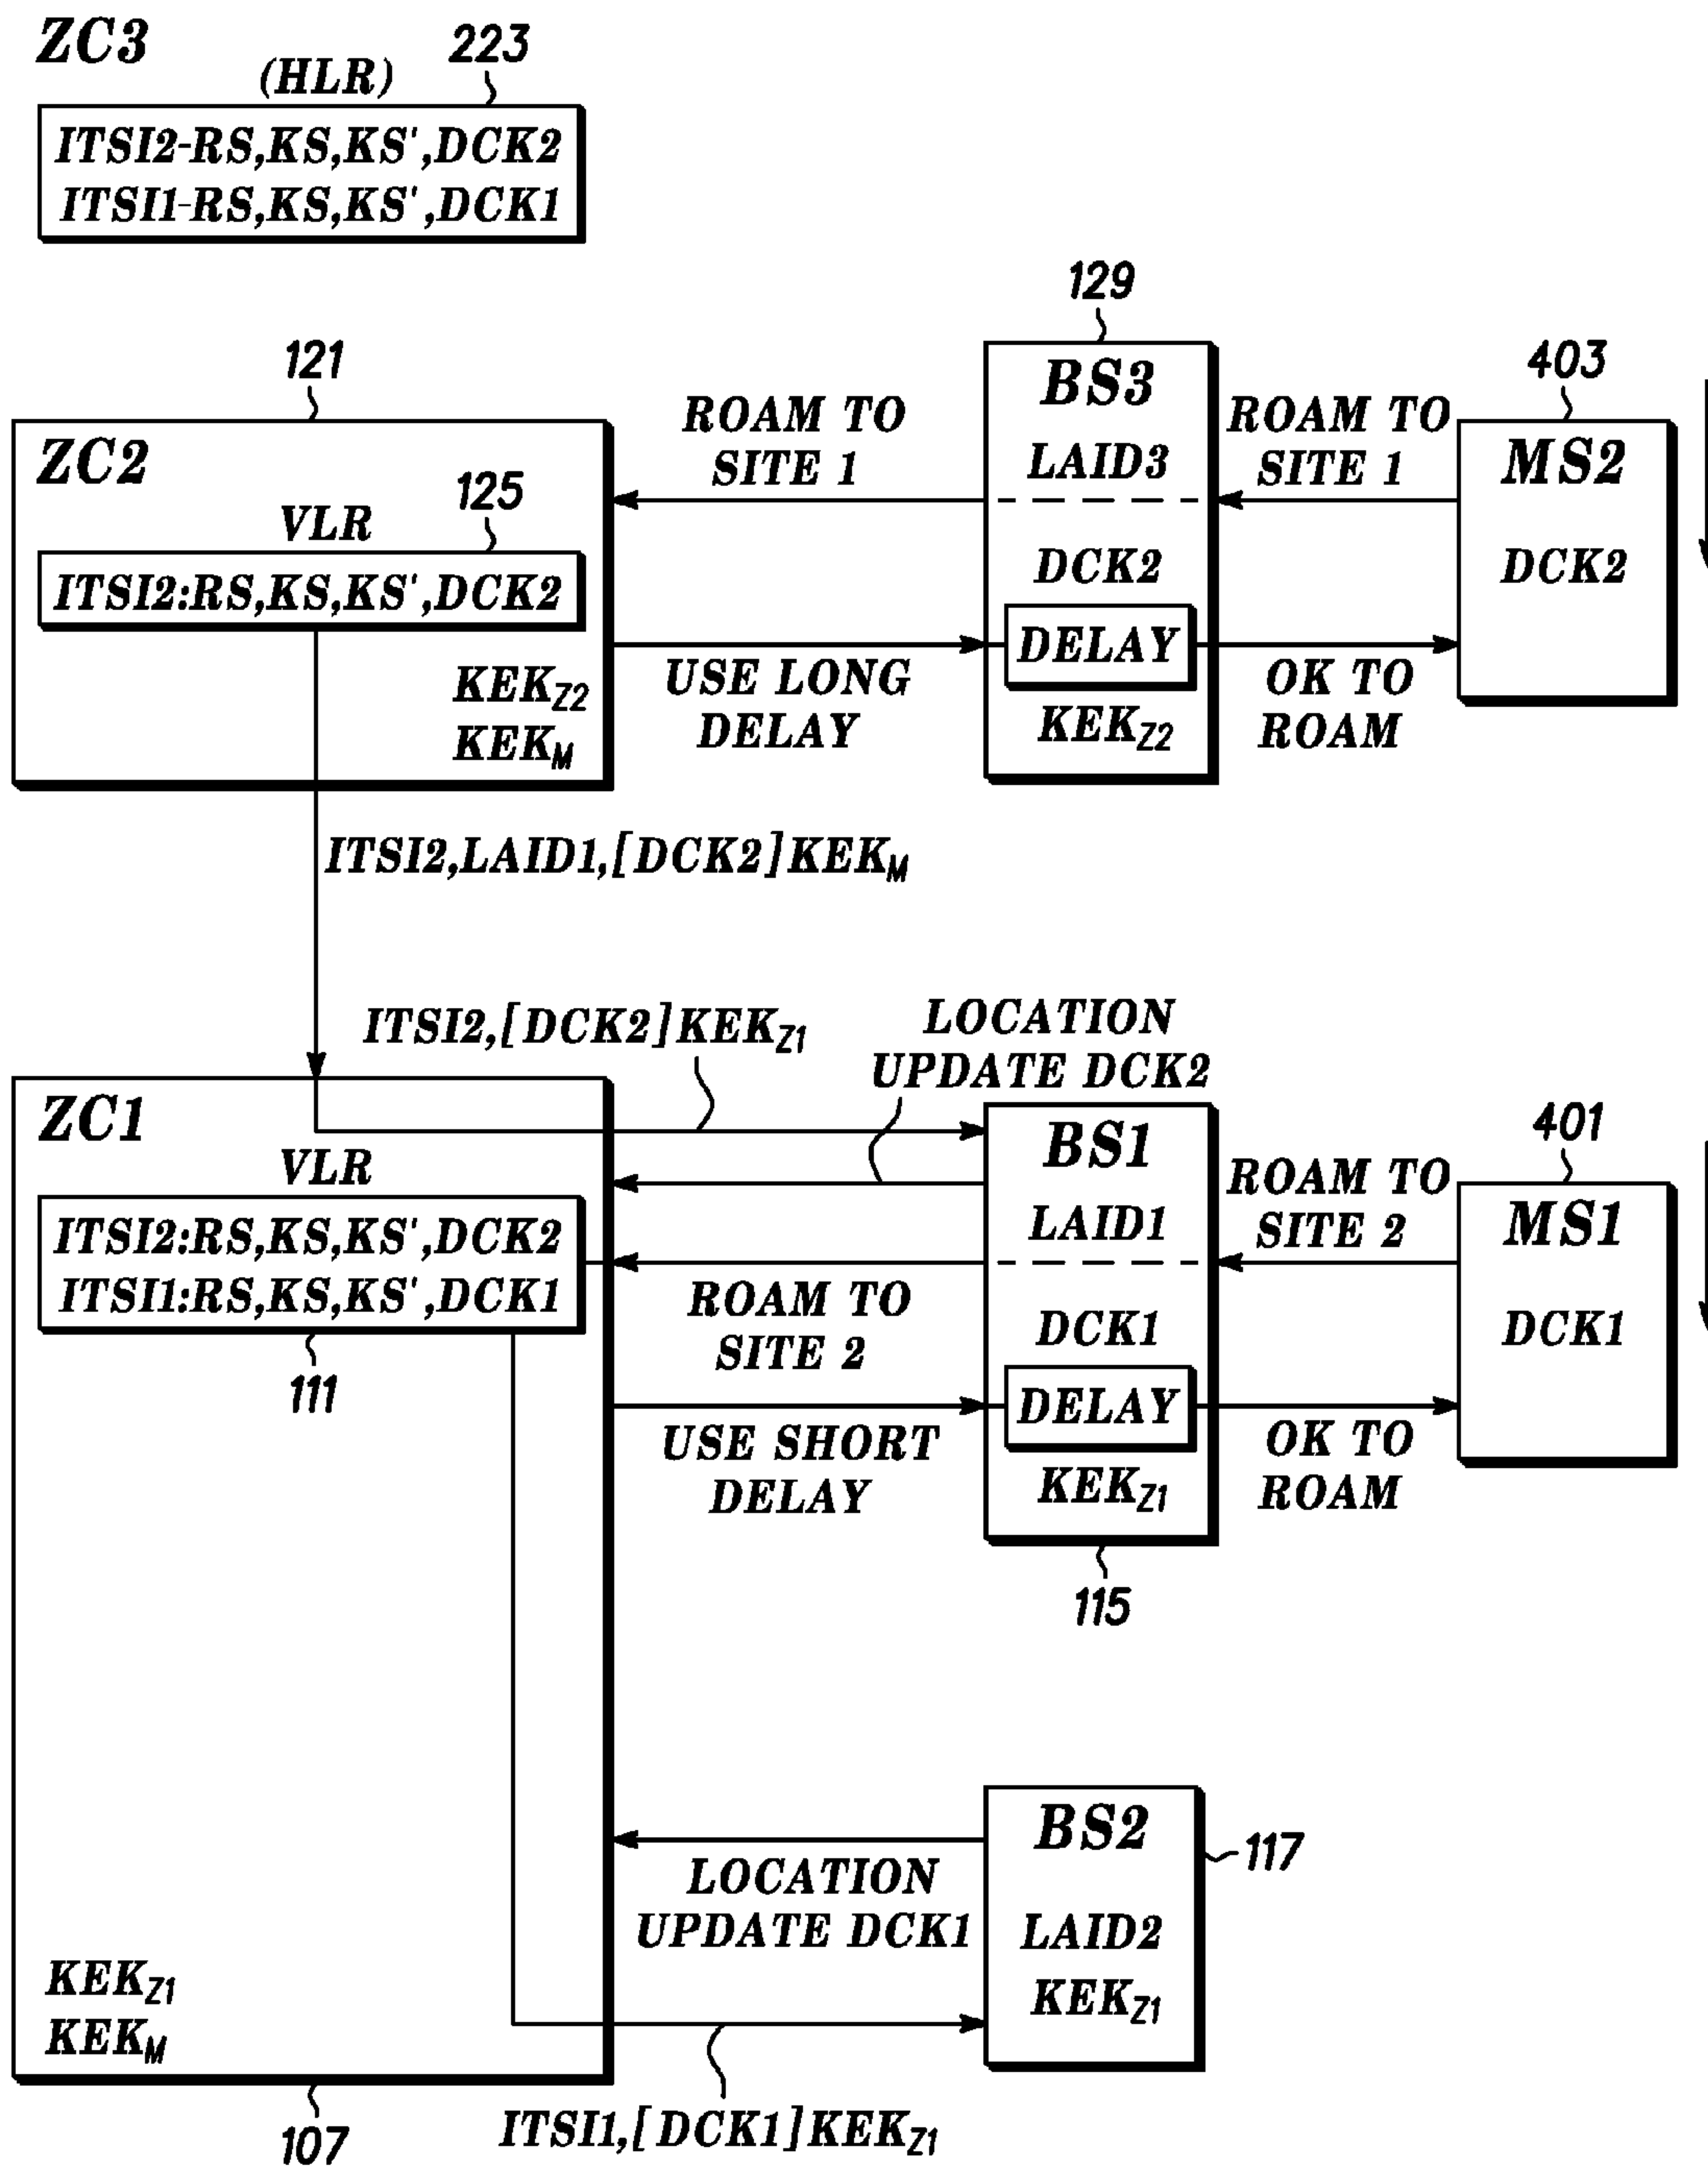 ZC3
(HLR)
223
ITSI2-RS,KS,KS',DCK2
ITSI1-RS,KS,KS',DCK1
121
ZC2
VLR
125
ITSI2:RS,KS,KS',DCK2
KEKZ2
KEKM
ROAM TO
SITE 1
USE LONG
DELAY
129
BS3
LAID3
DCK2
DELAY
KEKZ2
ROAM TO
SITE 1
OK TO
ROAM
403
MS2
DCK2
ITSI2,LAID1,[DCK2]KEKM
ITSI2,[DCK2]KEKZ1
LOCATION
UPDATE DCK2
ZC1
VLR
ITSI2:RS,KS,KS',DCK2
ITSI1:RS,KS,KS',DCK1
111
ROAM TO
SITE 2
USE SHORT
DELAY
BS1
LAID1
DCK1
DELAY
KEKZ1
115
ROAM TO
SITE 2
OK TO
ROAM
401
MS1
DCK1
LOCATION
UPDATE DCK1
BS2
LAID2
KEKZ1
117
KEKZ1
KEKM
107
ITSI1,[DCK1]KEKZ1